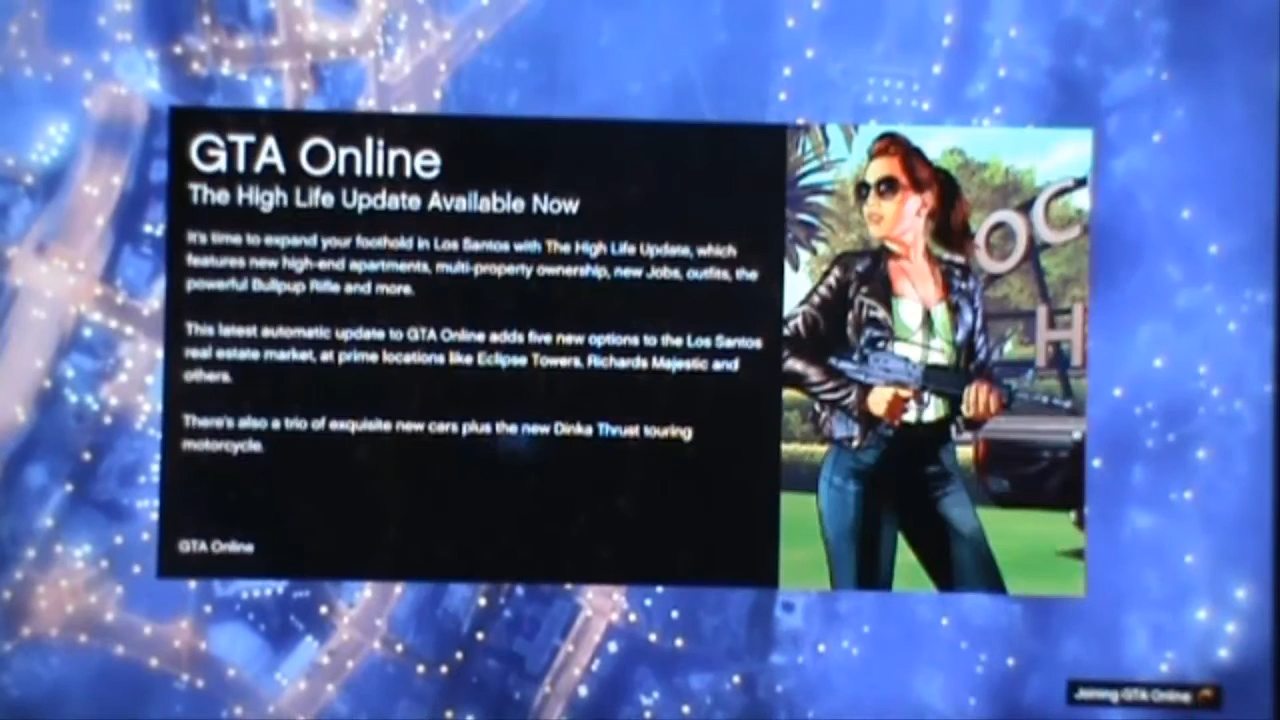 GTA Online
The High Life Update Available Now
It's time to expand your foothold in Los Santos with The High Life Update, which
features new high-end apartments, multi-property ownership, new Jobs, outfits, the
powerful Bullpup Rifle and more.
This latest automatic update to GTA Online adds five new options to the Los Santos
real estate market, at prime locations like Eclipse Towers, Richards Majestic and
others.
There's also a trio of exquisite new cars plus the new Dinka Thrust touring
motorcycle.
GTA Online
OC
H
Joining GTA Online